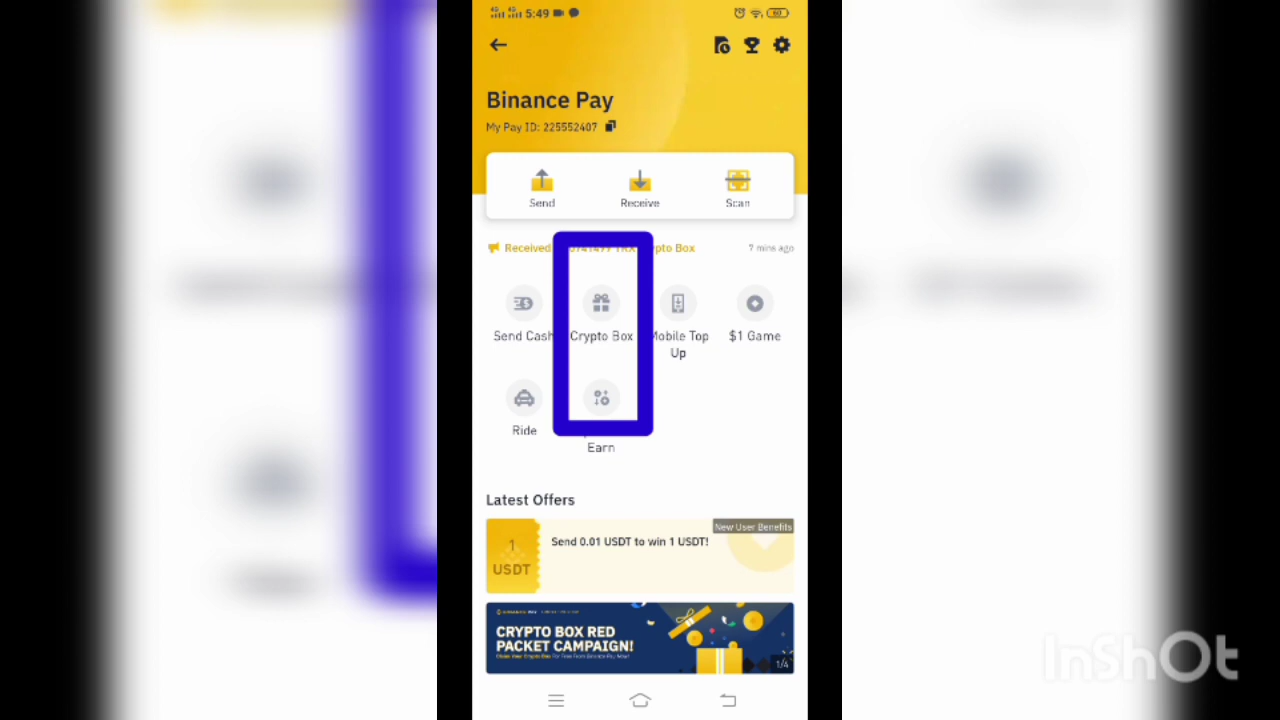 5:49
60
Binance Pay
My Pay ID: 225552407
Send
Receive
Scan
Received
7 mins ago
Send Cash
Crypto Box
Mobile Top
Up
$1 Game
Ride
Earn
Latest Offers
New User Benefits
1
USDT
Send 0.01 USDT to win 1 USDT!
CRYPTO BOX RED
PACKET CAMPAIGN!
1/4
InShOt